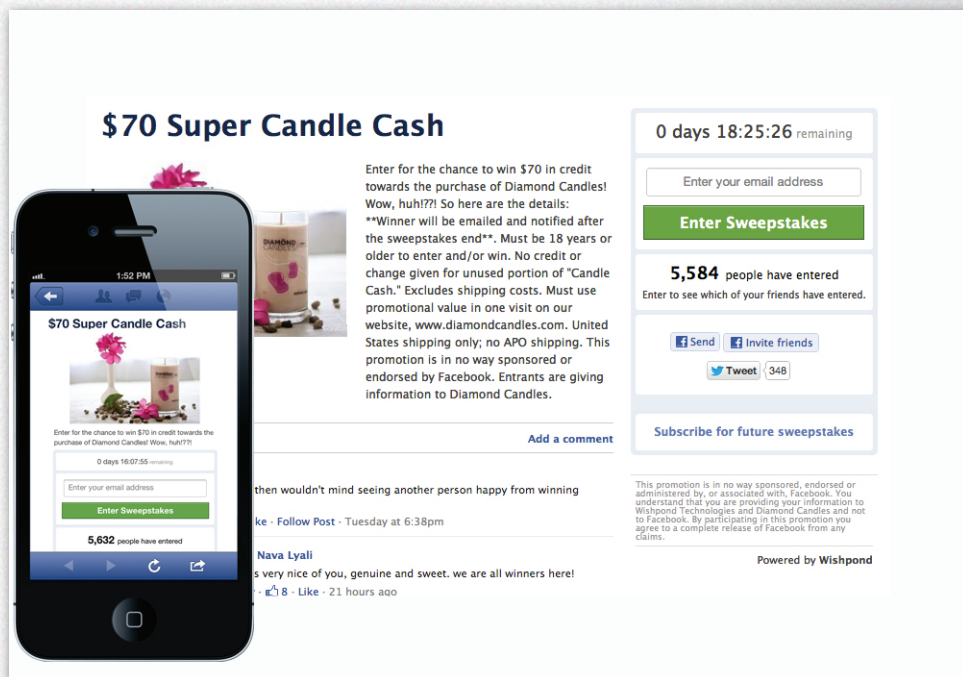 $70 Super Candle Cash
Enter for the chance to win $70 in credit
towards the purchase of Diamond Candles!
Wow, huh!??! So here are the details:
**Winner will be emailed and notified after
the sweepstakes end**. Must be 18 years or
older to enter and/or win. No credit or
change given for unused portion of "Candle
Cash." Excludes shipping costs. Must use
promotional value in one visit on our
website, www.diamondcandles.com. United
States shipping only; no APO shipping. This
promotion is in no way sponsored or
endorsed by Facebook. Entrants are giving
information to Diamond Candles.
DIAMOND
CANDLES
Add a comment
then wouldn't mind seeing another person happy from winning
ke · Follow Post · Tuesday at 6:38pm
Nava Lyali
s very nice of you, genuine and sweet. we are all winners here!
· 8 · Like · 21 hours ago
0 days 18:25:26 remaining
Enter your email address
Enter Sweepstakes
5,584 people have entered
Enter to see which of your friends have entered.
Send
Invite friends
Tweet 348
Subscribe for future sweepstakes
This promotion is in no way sponsored, endorsed or
administered by, or associated with, Facebook. You
understand that you are providing your information to
Wishpond Technologies and Diamond Candles and not
to Facebook. By participating in this promotion you
agree to a complete release of Facebook from any
claims.
Powered by Wishpond
1:52 PM
$70 Super Candle Cash
Enter for the chance to win $70 in credit towards the
purchase of Diamond Candles! Wow, huh!??!
0 days 16:07:55 remaining
Enter your email address
Enter Sweepstakes
5,632 people have entered